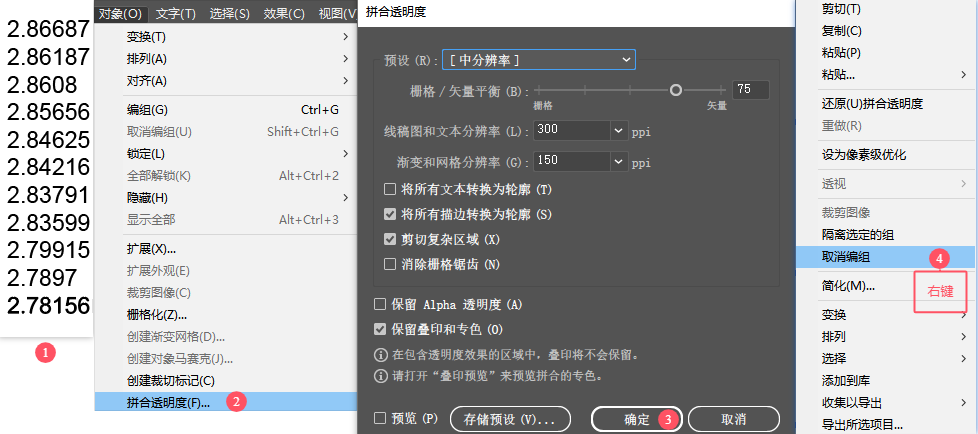 2.86687
2.86187
2.8608
2.85656
2.84625
2.84216
2.83791
2.83599
2.79915
2.7897
2.78156
1
对象(O) 文字(T) 选择(S) 效果(C) 视图(V
变换(T)
排列(A)
对齐(A)
编组(G) Ctrl+G
取消编组(U) Shift+Ctrl+G
锁定(L)
全部解锁(K) Alt+Ctrl+2
隐藏(H)
显示全部 Alt+Ctrl+3
扩展(X)...
扩展外观(E)
裁剪图像(C)
栅格化(Z)...
创建渐变网格(D)...
创建对象马赛克(J)...
创建裁切标记(C)
拼合透明度(F)... 2
拼合透明度
预设 (R): [ 中分辨率 ]
栅格 / 矢量平衡 (B): 75
栅格 矢量
线稿图和文本分辨率 (L): 300 ppi
渐变和网格分辨率 (G): 150 ppi
将所有文本转换为轮廓 (T)
将所有描边转换为轮廓 (S)
剪切复杂区域 (X)
消除栅格锯齿 (N)
保留 Alpha 透明度 (A)
保留叠印和专色 (O)
在包含透明度效果的区域中，叠印将不会保留。
请打开“叠印预览”来预览拼合的专色。
预览 (P) 存储预设 (V)... 确定 3 取消
剪切(T)
复制(C)
粘贴(P)
粘贴...
还原(U)拼合透明度
重做(R)
设为像素级优化
透视
裁剪图像
隔离选定的组
取消编组 4
简化(M)... 右键
变换
排列
选择
添加到库
收集以导出
导出所选项目...